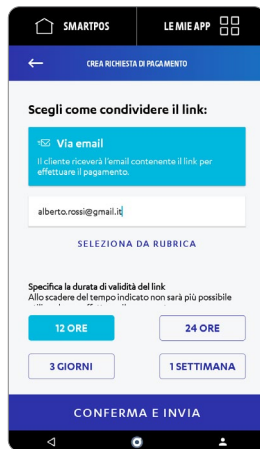 SMARTPOS
LE MIE APP
CREA RICHIESTA DI PAGAMENTO
Scegli come condividere il link:
Via email
Il cliente riceverà l'email contenente il link per
effettuare il pagamento.
alberto.rossi@gmail.it
SELEZIONA DA RUBRICA
Specifica la durata di validità del link
Allo scadere del tempo indicato non sarà più possibile
12 ORE
24 ORE
3 GIORNI
1 SETTIMANA
CONFERMA E INVIA